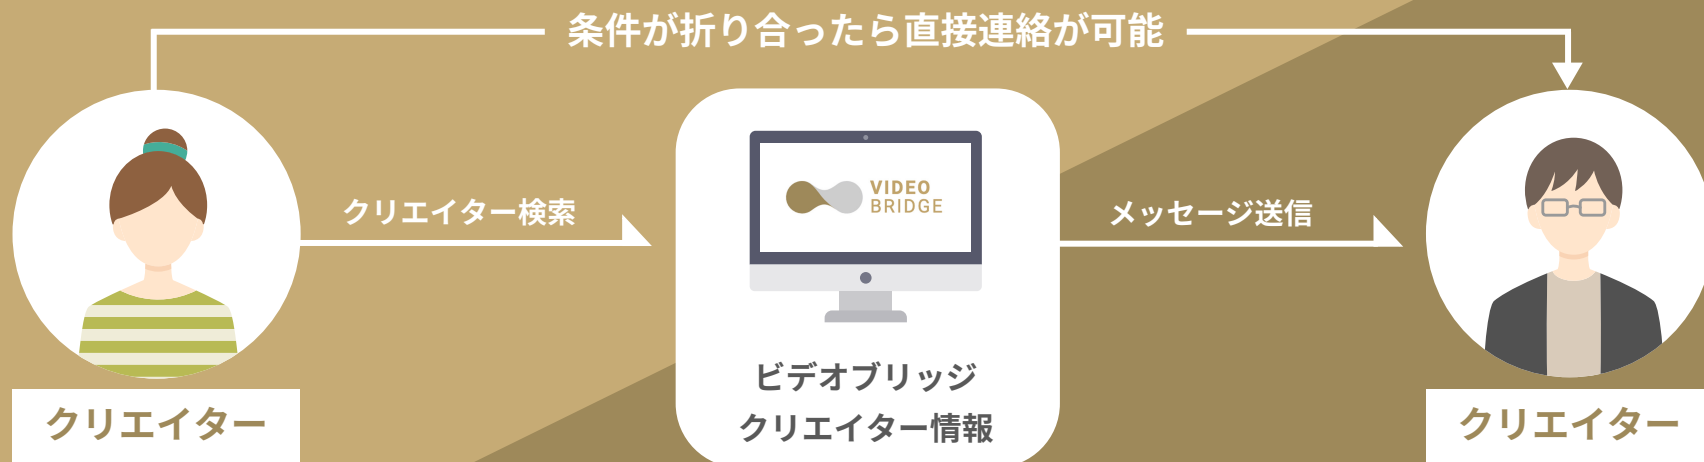 条件が折り合ったら直接連絡が可能
クリエイター検索
VIDEO
BRIDGE
メッセージ送信
ビデオブリッジ
クリエイター情報
クリエイター
クリエイター